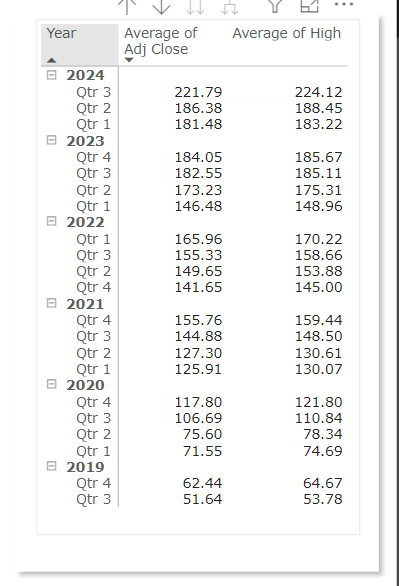 Year Average of Adj Close Average of High
2024
Qtr 3 221.79 224.12
Qtr 2 186.38 188.45
Qtr 1 181.48 183.22
2023
Qtr 4 184.05 185.67
Qtr 3 182.55 185.11
Qtr 2 173.23 175.31
Qtr 1 146.48 148.96
2022
Qtr 1 165.96 170.22
Qtr 3 155.33 158.66
Qtr 2 149.65 153.88
Qtr 4 141.65 145.00
2021
Qtr 4 155.76 159.44
Qtr 3 144.88 148.50
Qtr 2 127.30 130.61
Qtr 1 125.91 130.07
2020
Qtr 4 117.80 121.80
Qtr 3 106.69 110.84
Qtr 2 75.60 78.34
Qtr 1 71.55 74.69
2019
Qtr 4 62.44 64.67
Qtr 3 51.64 53.78